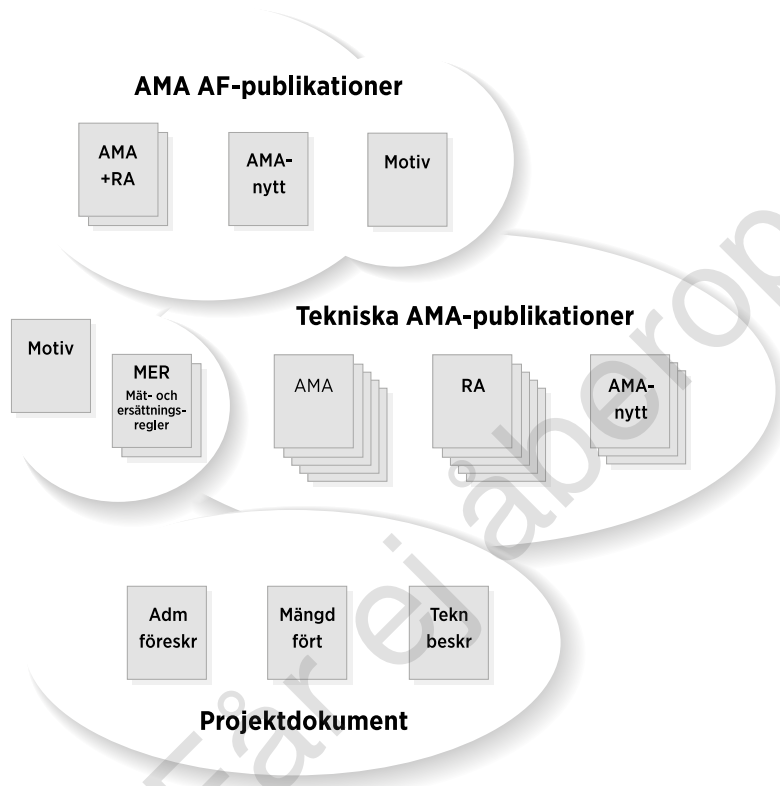 AMA AF-publikationer
AMA
+RA
AMA-
nytt
Motiv
Tekniska AMA-publikationer
Motiv
MER
Mät- och
ersättnings-
regler
AMA
RA
AMA-
nytt
Adm
föreskr
Mängd
fört
Tekn
beskr
Projektdokument
Får ej åberop